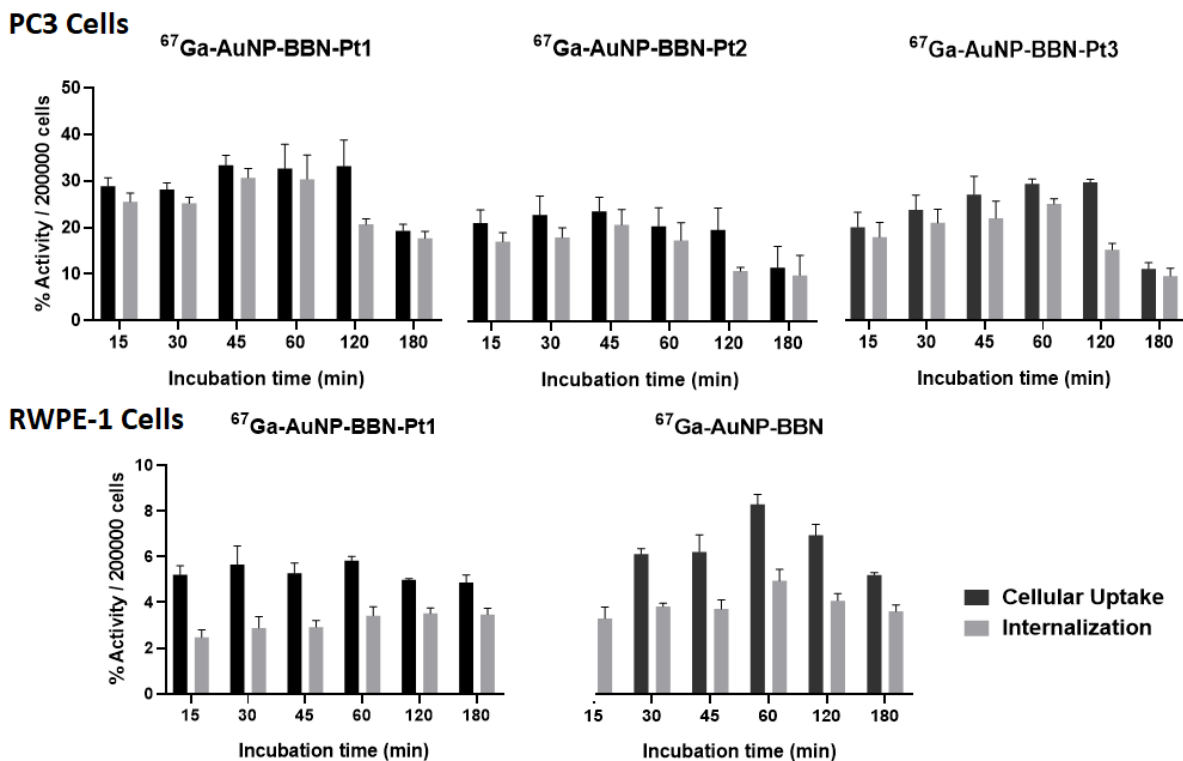 PC3 Cells
⁶⁷Ga-AuNP-BBN-Pt1
⁶⁷Ga-AuNP-BBN-Pt2
⁶⁷Ga-AuNP-BBN-Pt3
% Activity / 200000 cells
50
40
30
20
10
0
15 30 45 60 120 180
15 30 45 60 120 180
15 30 45 60 120 180
Incubation time (min)
Incubation time (min)
Incubation time (min)
RWPE-1 Cells
⁶⁷Ga-AuNP-BBN-Pt1
⁶⁷Ga-AuNP-BBN
% Activity / 200000 cells
10
8
6
4
2
0
15 30 45 60 120 180
15 30 45 60 120 180
Incubation time (min)
Incubation time (min)
Cellular Uptake
Internalization